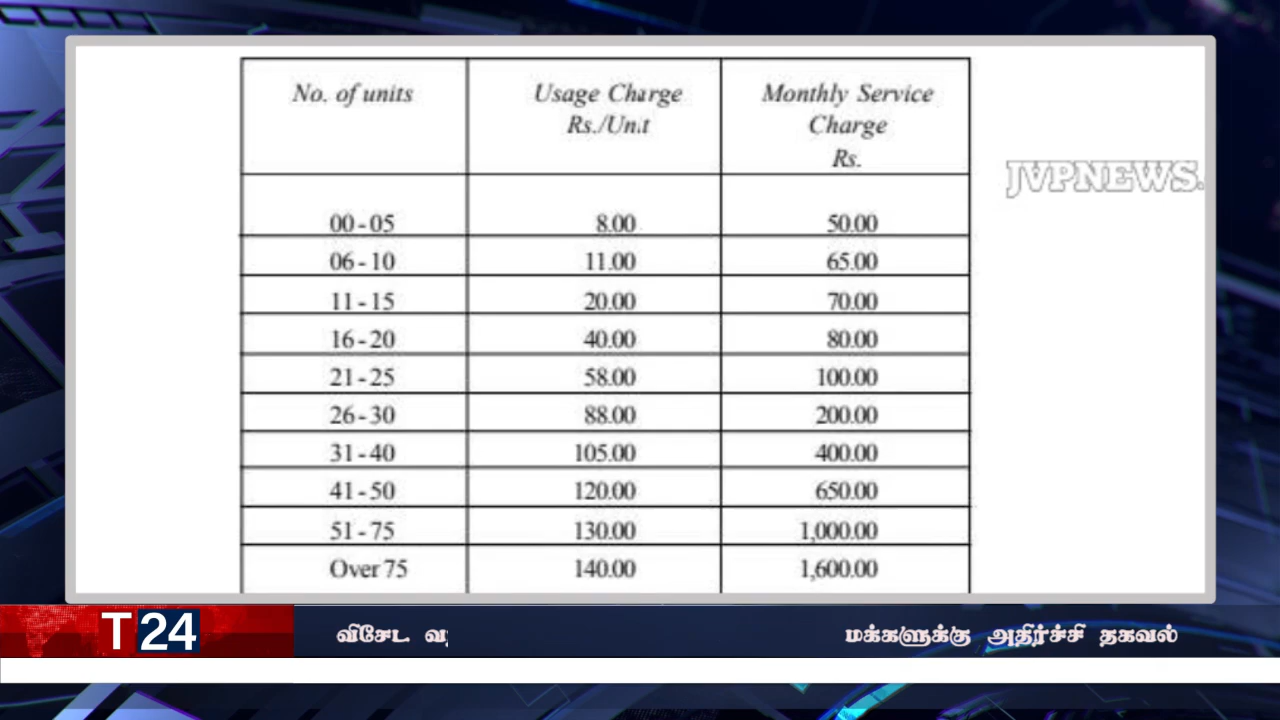 No. of units Usage Charge Rs./Unit Monthly Service Charge Rs.
00-05 8.00 50.00
06-10 11.00 65.00
11-15 20.00 70.00
16-20 40.00 80.00
21-25 58.00 100.00
26-30 88.00 200.00
31-40 105.00 400.00
41-50 120.00 650.00
51-75 130.00 1,000.00
Over 75 140.00 1,600.00
JVPNEWS.
T24 விசேட மக்களுக்கு அதிர்ச்சி தகவல்